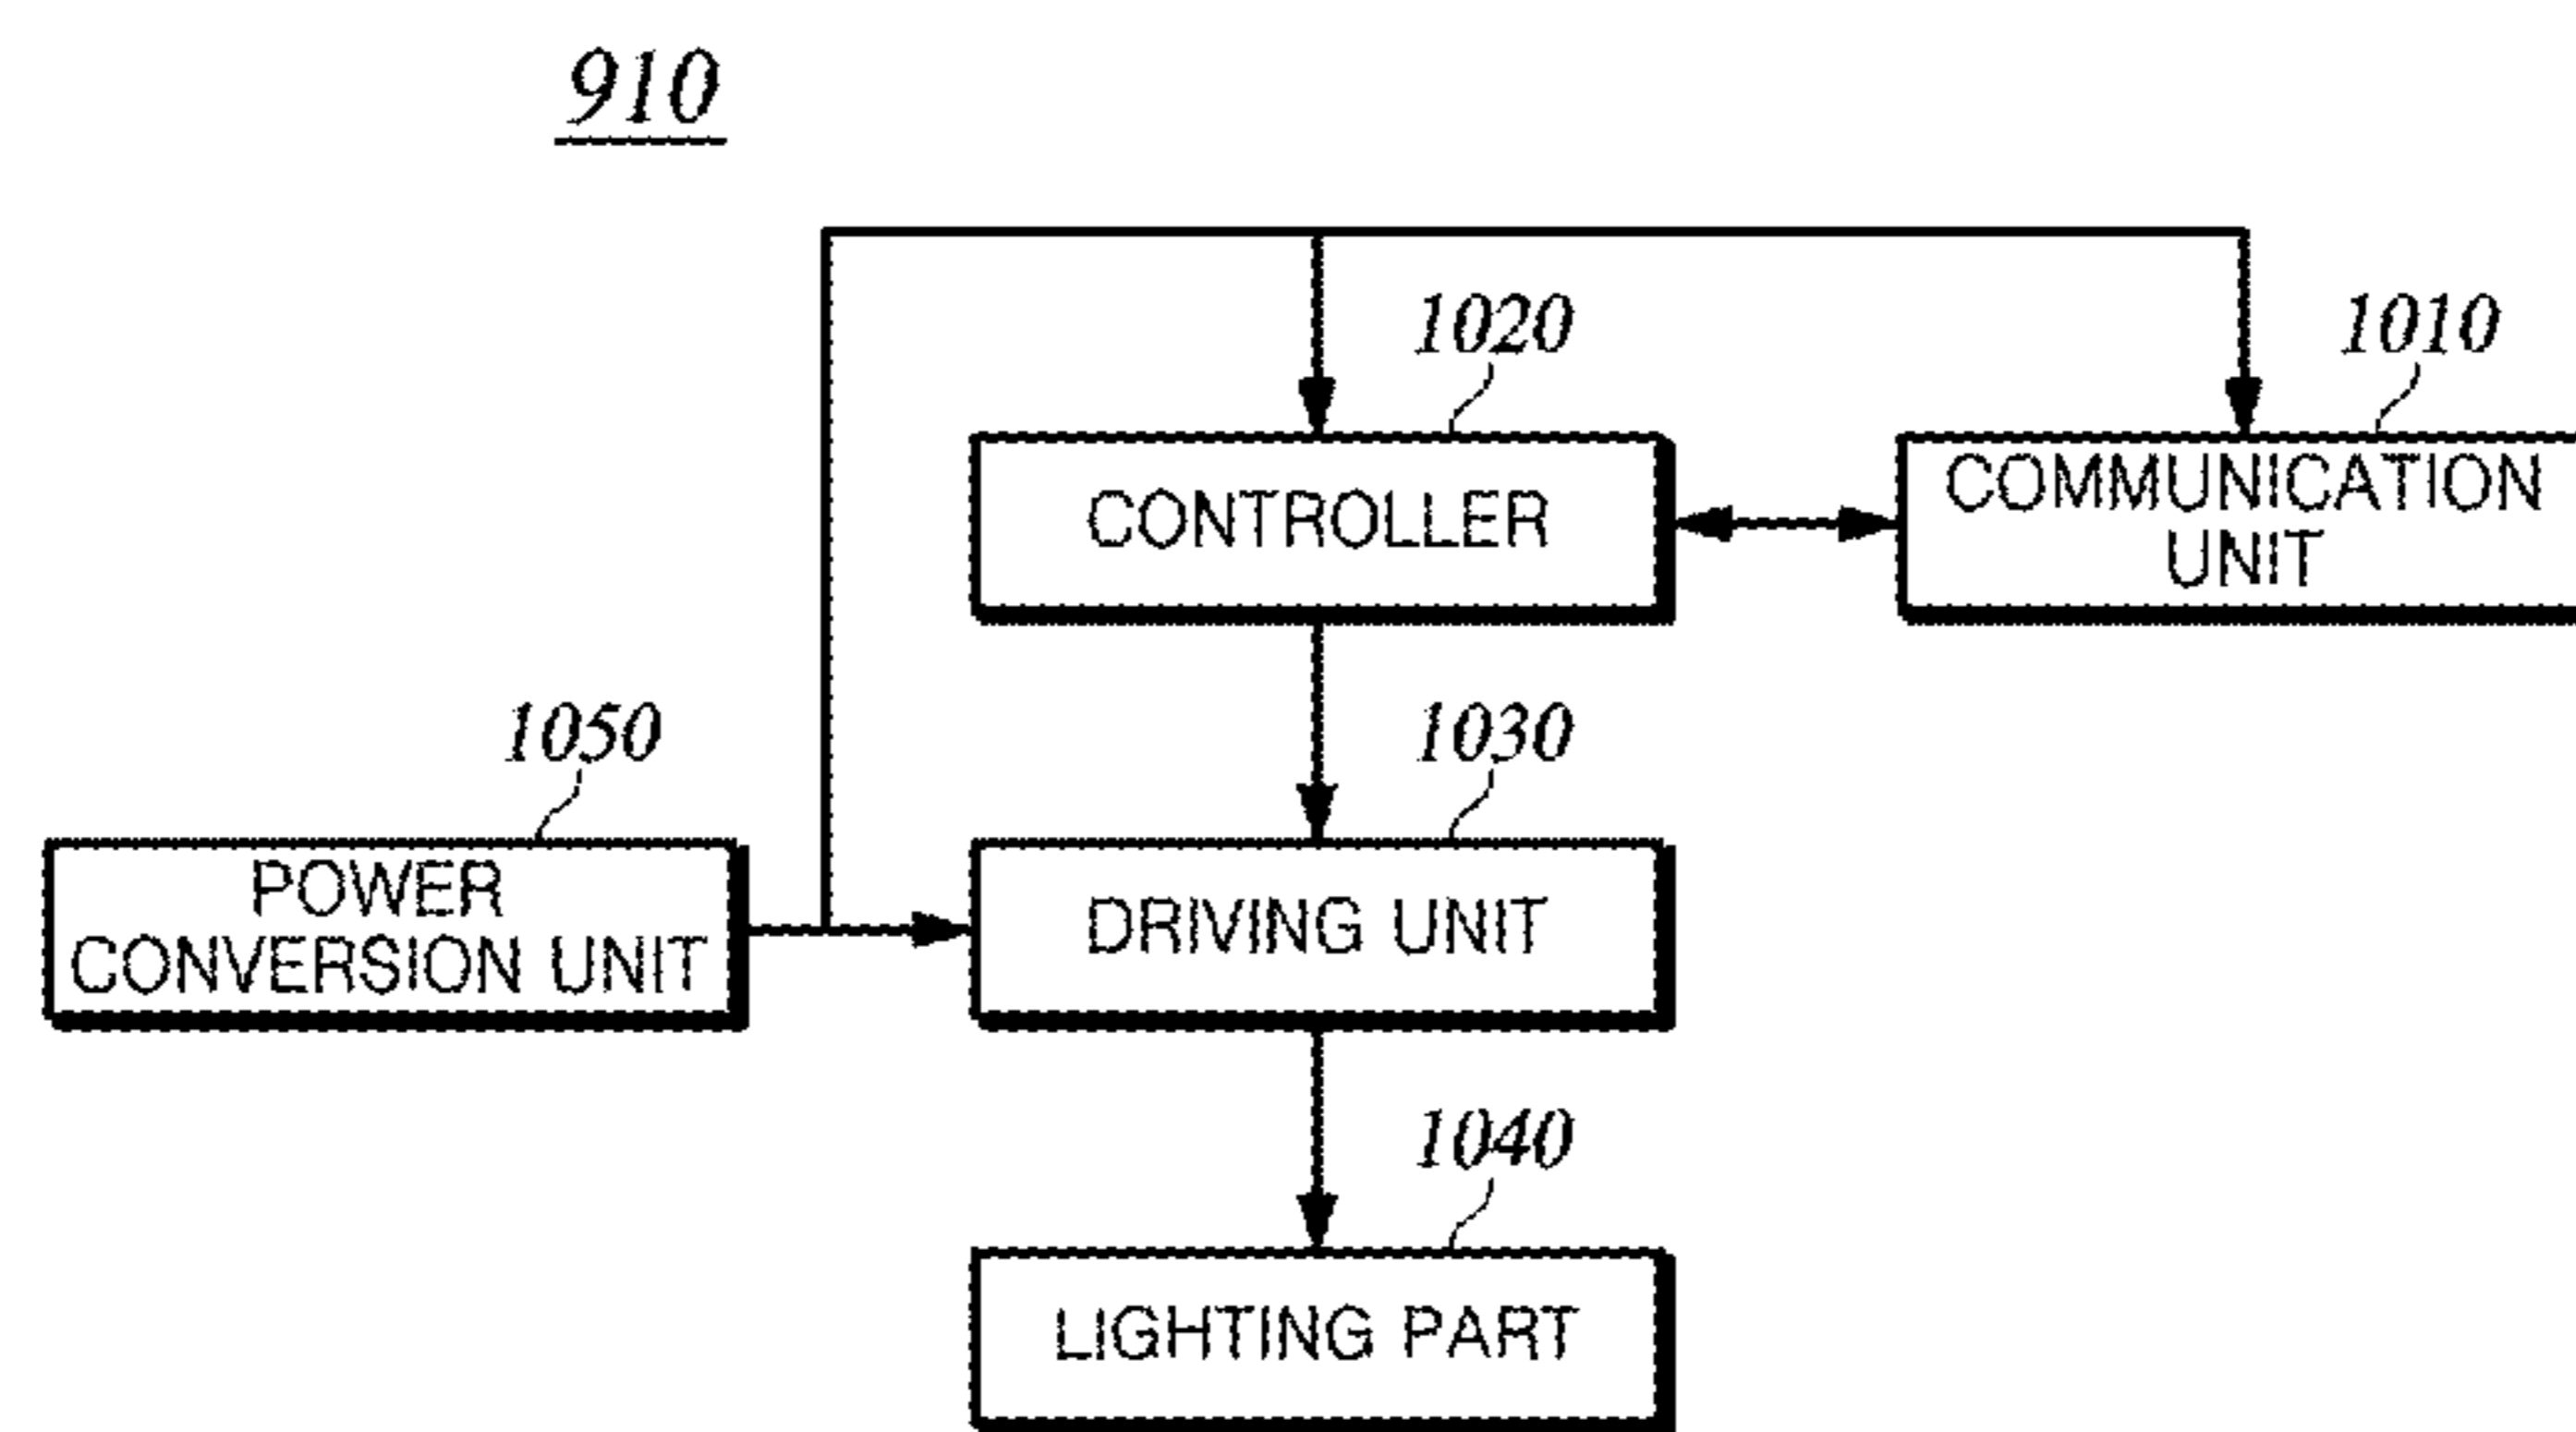 910
1020
1010
CONTROLLER
COMMUNICATION
UNIT
1050
1030
POWER
CONVERSION UNIT
DRIVING UNIT
1040
LIGHTING PART